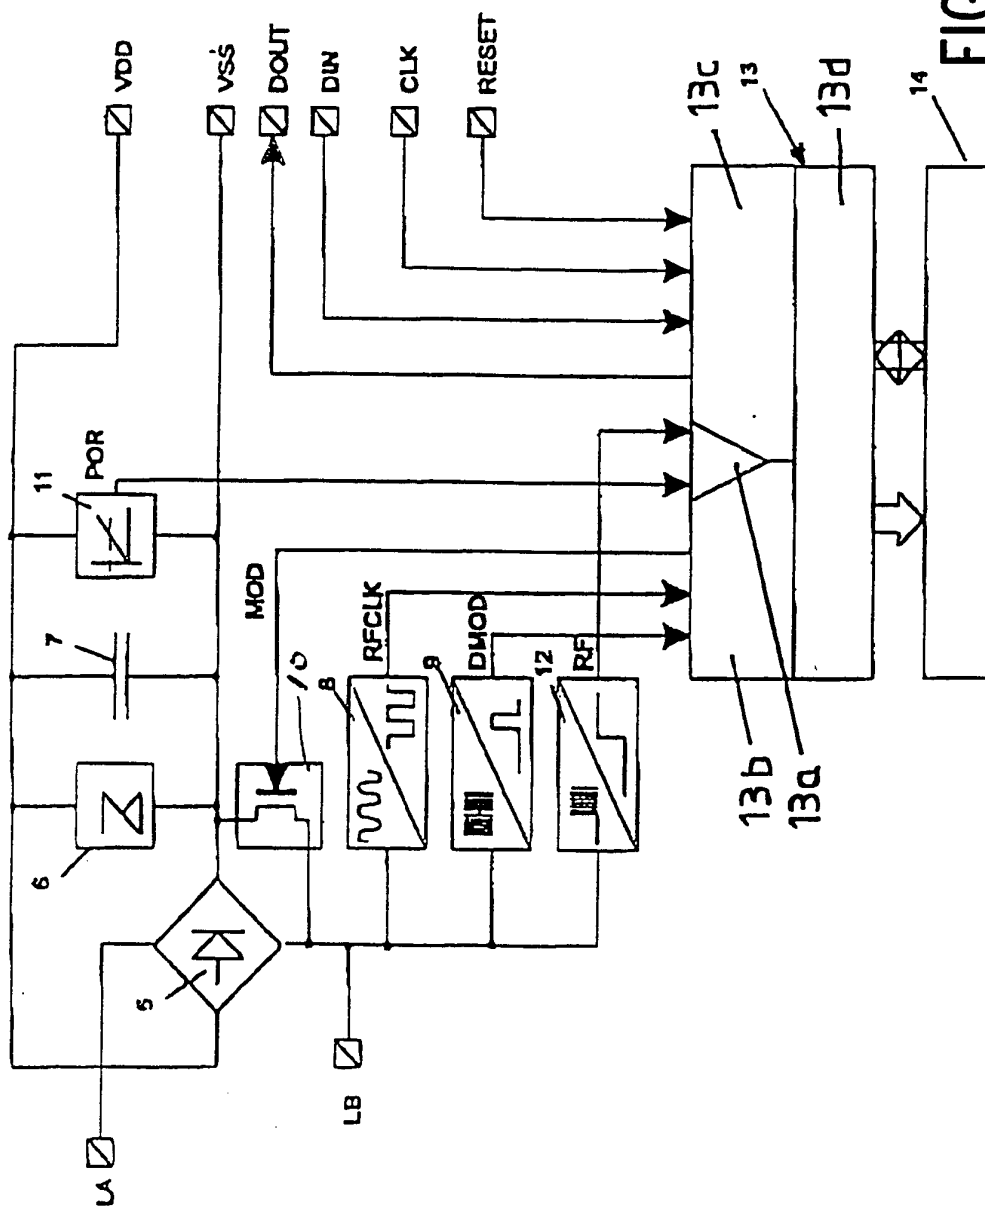 LA
LB
5
6
7
11
POR
VDD
VSS
DOUT
DIN
CLK
RESET
MOD
10
8
RFCLK
9
DMOD
12
RF
13b
13a
13c
13
13d
14
FIG